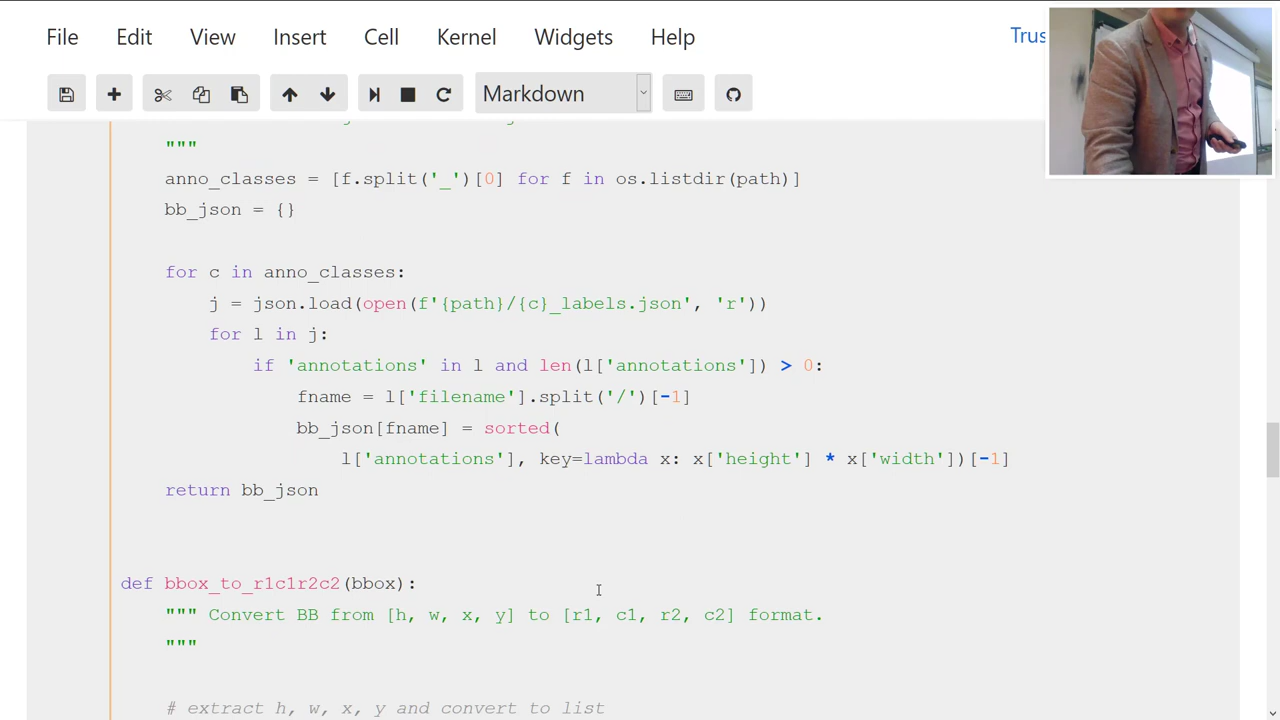 File Edit View Insert Cell Kernel Widgets Help
Markdown
"""
anno_classes = [f.split('_')[0] for f in os.listdir(path)]
bb_json = {}
for c in anno_classes:
j = json.load(open(f'{path}/{c}_labels.json', 'r'))
for l in j:
if 'annotations' in l and len(l['annotations']) > 0:
fname = l['filename'].split('/')[-1]
bb_json[fname] = sorted(
l['annotations'], key=lambda x: x['height'] * x['width'])[-1]
return bb_json
def bbox_to_r1c1r2c2(bbox):
""" Convert BB from [h, w, x, y] to [r1, c1, r2, c2] format.
"""
# extract h, w, x, y and convert to list